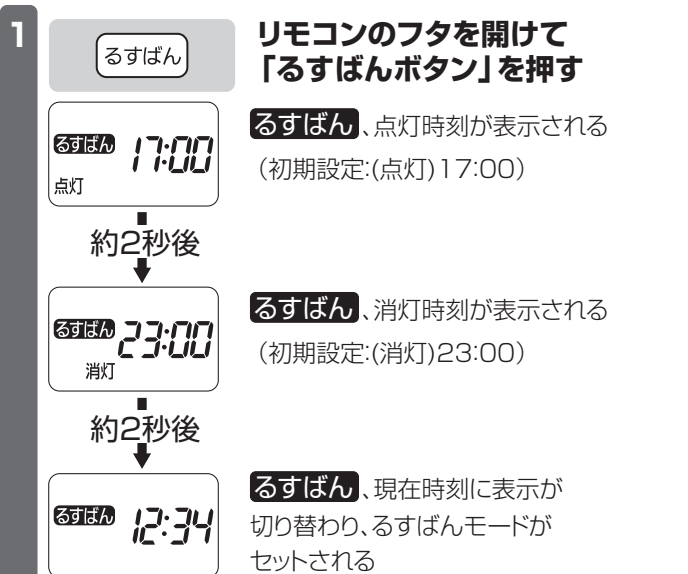 1
るすばん
リモコンのフタを開けて
「るすばんボタン」を押す
るすばん 17:00
点灯
るすばん、点灯時刻が表示される
（初期設定:(点灯)17:00）
約2秒後
るすばん 23:00
消灯
るすばん、消灯時刻が表示される
（初期設定:(消灯)23:00）
約2秒後
るすばん 12:34
るすばん、現在時刻に表示が
切り替わり、るすばんモードが
セットされる